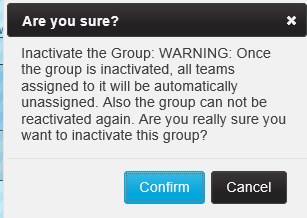 Are you sure?
Inactivate the Group: WARNING: Once
the group is inactivated, all teams
assigned to it will be automatically
unassigned. Also the group can not be
reactivated again. Are you really sure you
want to inactivate this group?
Confirm Cancel